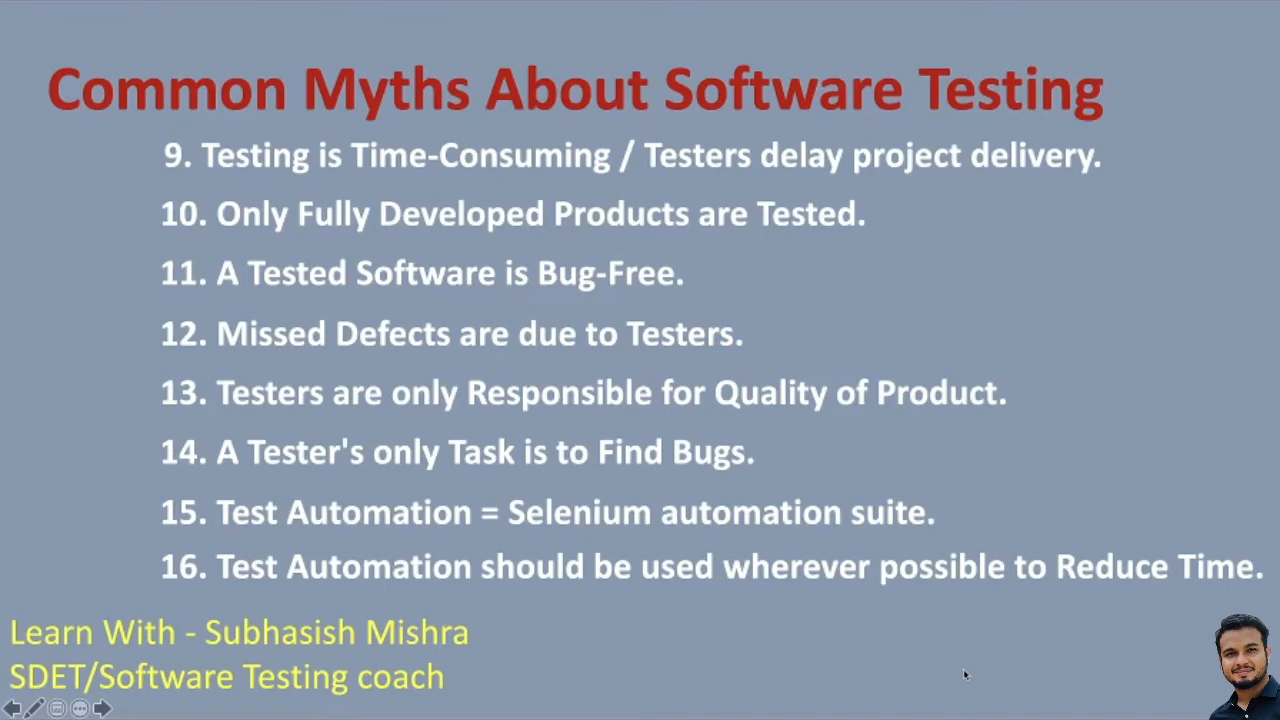 Common Myths About Software Testing
9. Testing is Time-Consuming / Testers delay project delivery.
10. Only Fully Developed Products are Tested.
11. A Tested Software is Bug-Free.
12. Missed Defects are due to Testers.
13. Testers are only Responsible for Quality of Product.
14. A Tester's only Task is to Find Bugs.
15. Test Automation = Selenium automation suite.
16. Test Automation should be used wherever possible to Reduce Time.
Learn With - Subhasish Mishra
SDET/Software Testing coach